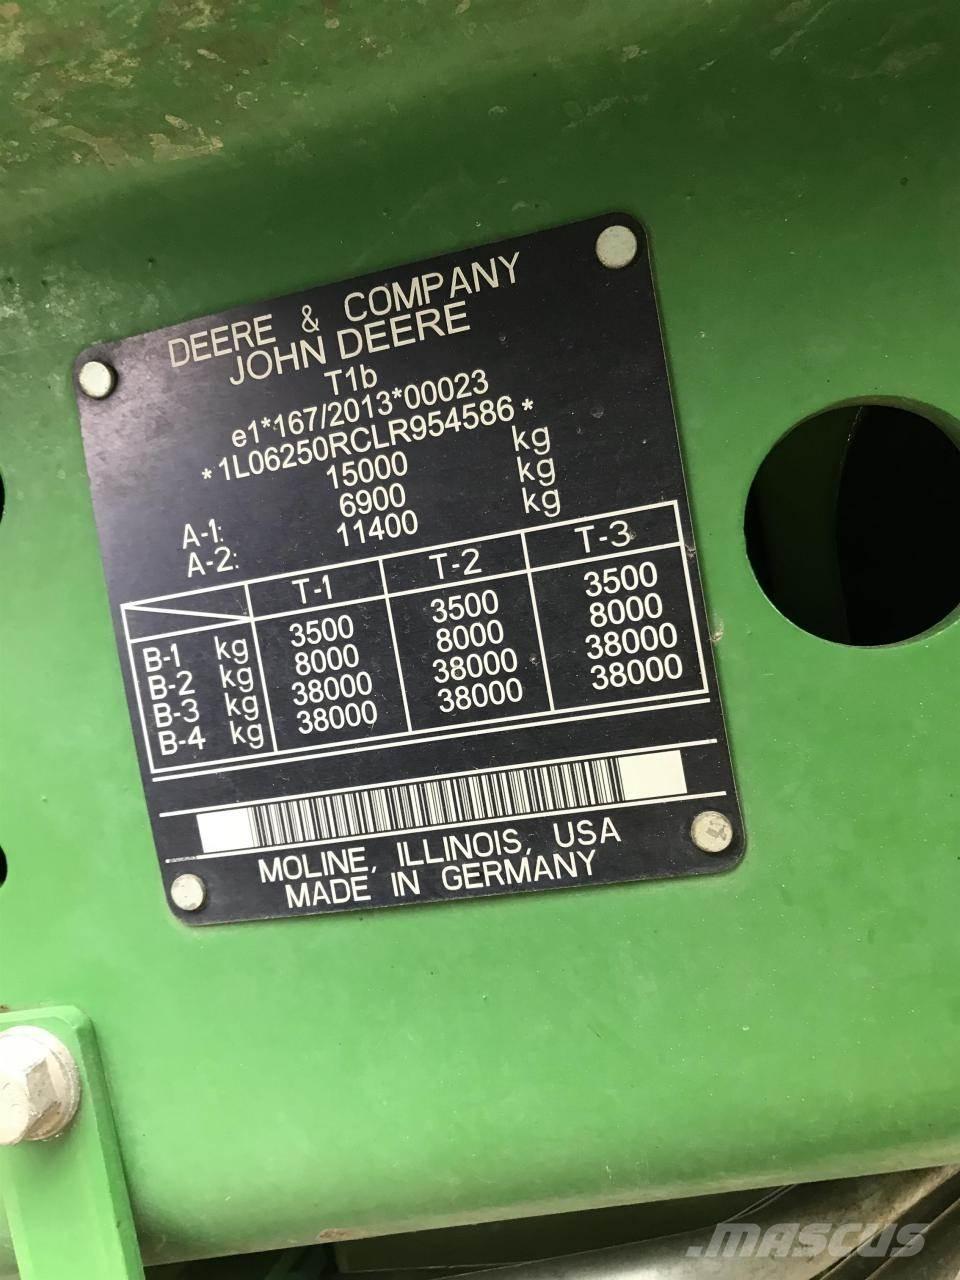 DEERE & COMPANY
JOHN DEERE
T1b
e1*167/2013*00023
*1L06250RCLR954586*
15000 kg
A-1: 6900 kg
A-2: 11400 kg
T-1 T-2 T-3
B-1 kg 3500 3500 3500
B-2 kg 8000 8000 8000
B-3 kg 38000 38000 38000
B-4 kg 38000 38000 38000
MOLINE, ILLINOIS, USA
MADE IN GERMANY
MASCUS